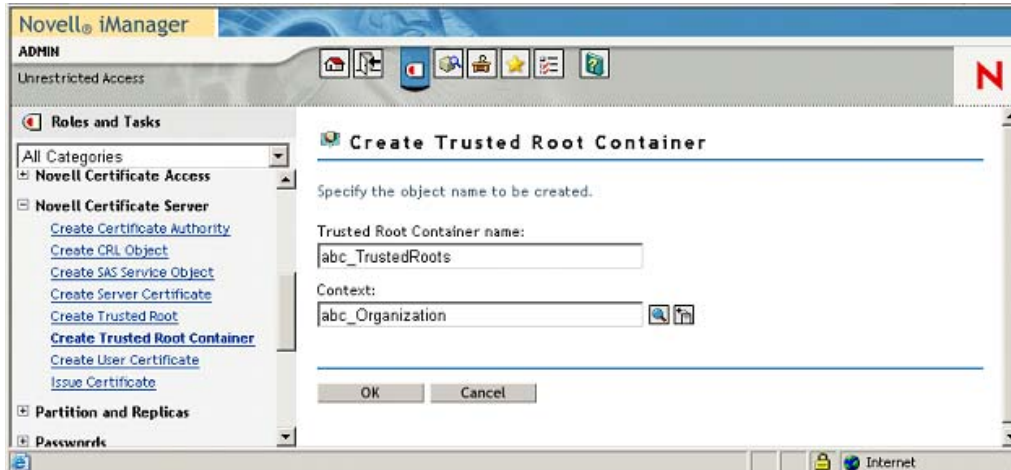 Novell® iManager
ADMIN
Unrestricted Access
N
Roles and Tasks
All Categories
Novell Certificate Access
Novell Certificate Server
Create Certificate Authority
Create CRL Object
Create SAS Service Object
Create Server Certificate
Create Trusted Root
Create Trusted Root Container
Create User Certificate
Issue Certificate
Partition and Replicas
Passwords
Create Trusted Root Container
Specify the object name to be created.
Trusted Root Container name:
abc_TrustedRoots
Context:
abc_Organization
OK Cancel
Internet